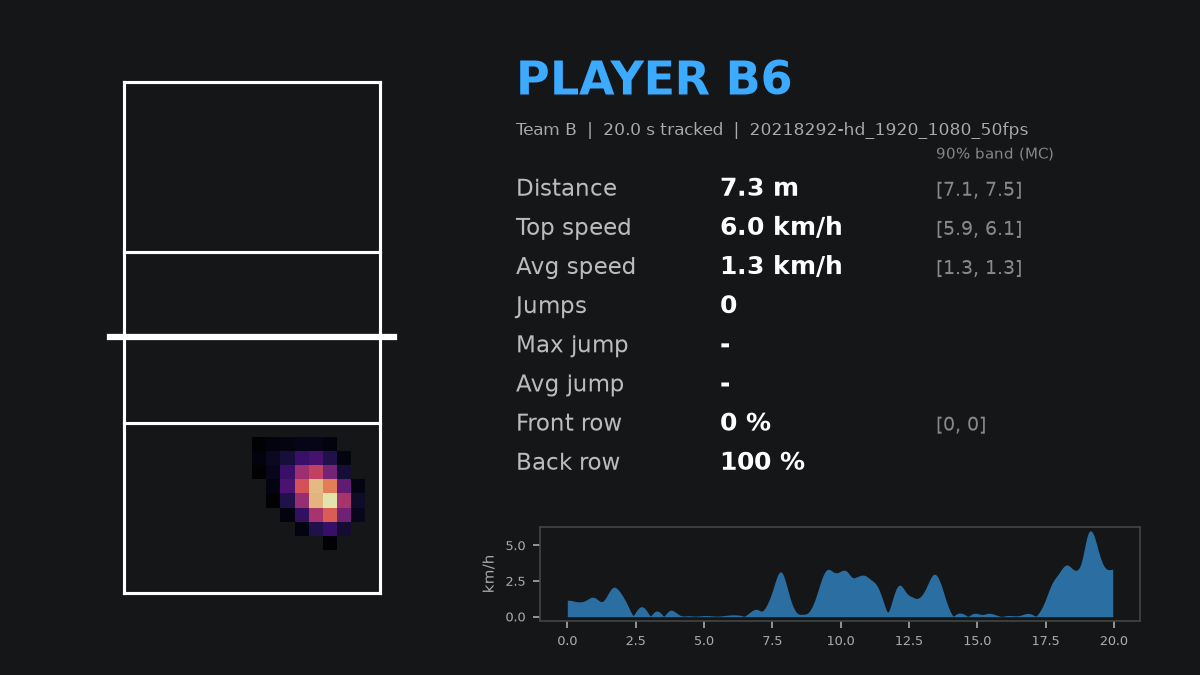 PLAYER B6
Team B | 20.0 s tracked | 20218292-hd_1920_1080_50fps
90% band (MC)
Distance 7.3 m [7.1, 7.5]
Top speed 6.0 km/h [5.9, 6.1]
Avg speed 1.3 km/h [1.3, 1.3]
Jumps 0
Max jump -
Avg jump -
Front row 0 % [0, 0]
Back row 100 %
km/h
5.0
2.5
0.0
0.0 2.5 5.0 7.5 10.0 12.5 15.0 17.5 20.0